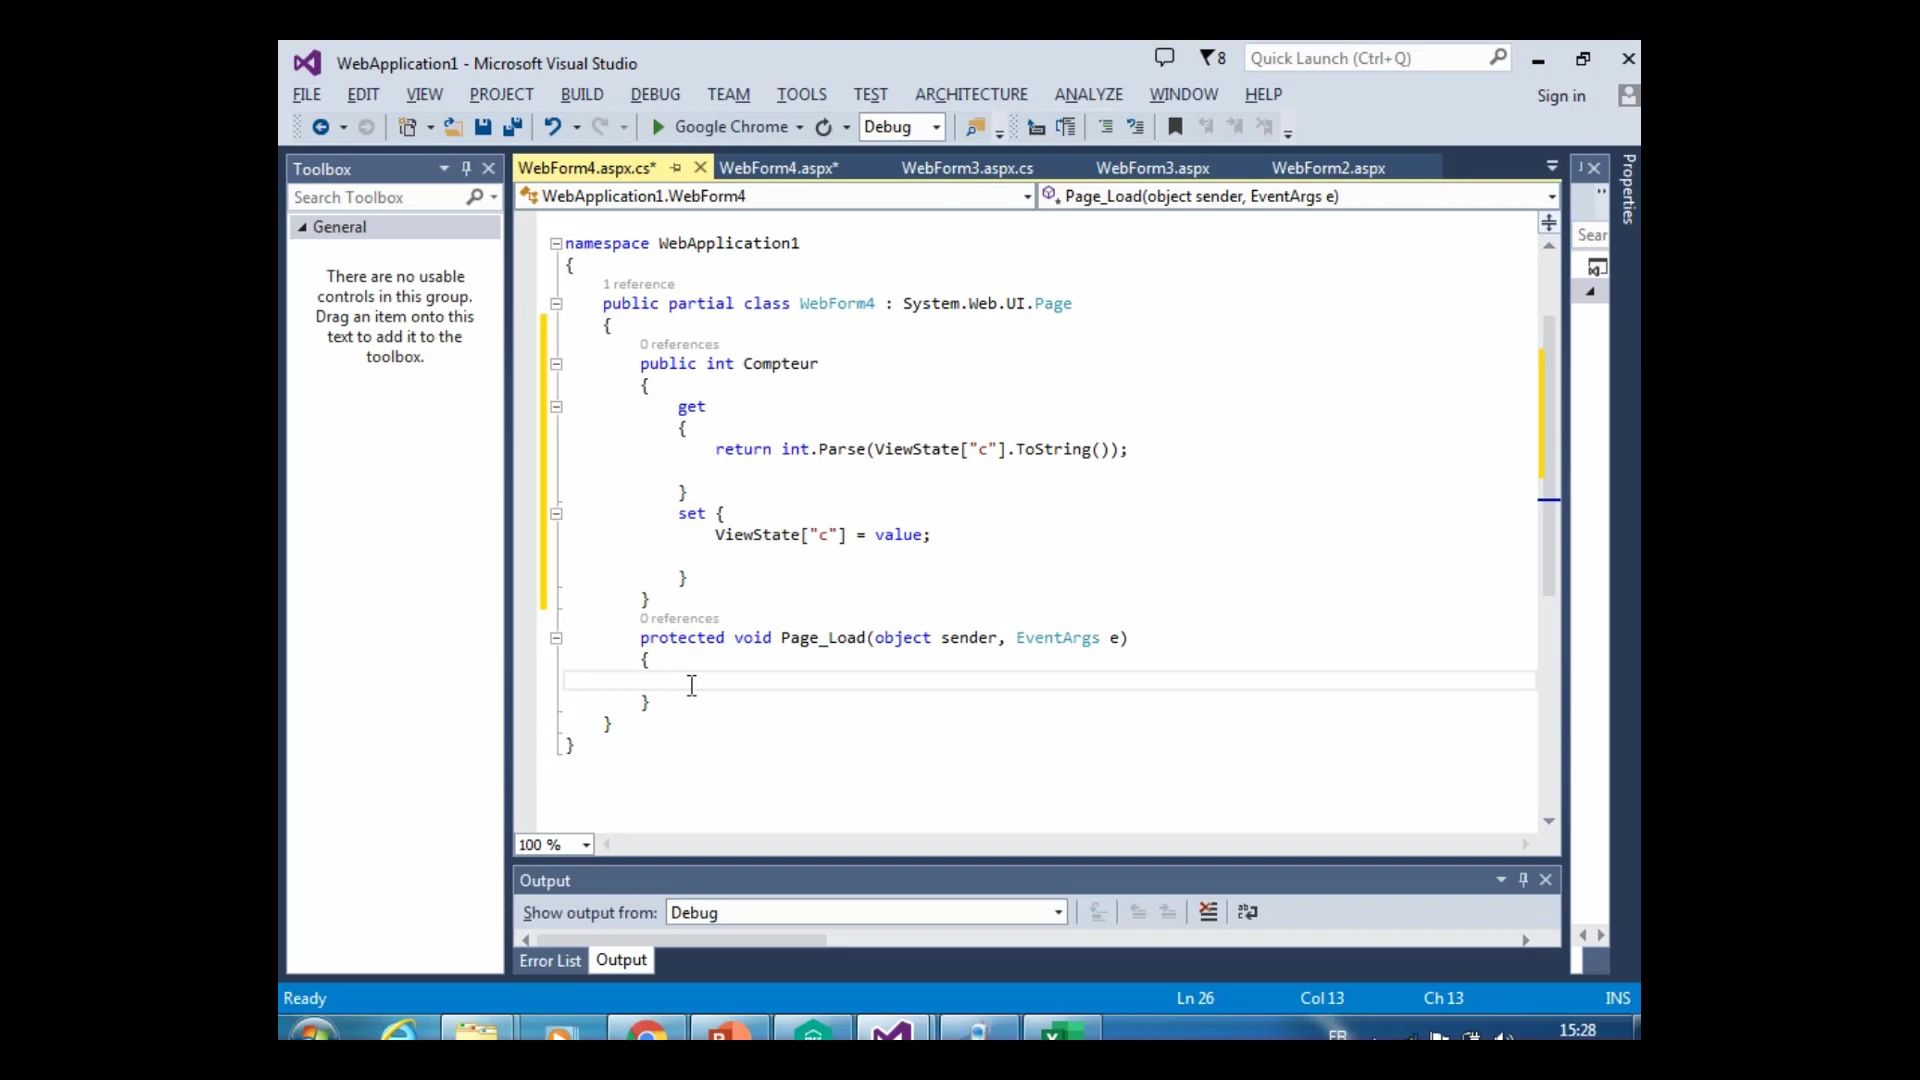 WebApplication1 - Microsoft Visual Studio
8
Quick Launch (Ctrl+Q)
FILE EDIT VIEW PROJECT BUILD DEBUG TEAM TOOLS TEST ARCHITECTURE ANALYZE WINDOW HELP
Sign in
Google Chrome
Debug
Toolbox
Search Toolbox
General
There are no usable
controls in this group.
Drag an item onto this
text to add it to the
toolbox.
WebForm4.aspx.cs* WebForm4.aspx* WebForm3.aspx.cs WebForm3.aspx WebForm2.aspx
WebApplication1.WebForm4
Page_Load(object sender, EventArgs e)
namespace WebApplication1
{
1 reference
public partial class WebForm4 : System.Web.UI.Page
{
0 references
public int Compteur
{
get
{
return int.Parse(ViewState["c"].ToString());
}
set {
ViewState["c"] = value;
}
}
0 references
protected void Page_Load(object sender, EventArgs e)
{
}
}
}
100 %
Output
Show output from: Debug
Error List Output
Properties
Sear
Ready
Ln 26 Col 13 Ch 13 INS
FR
15:28